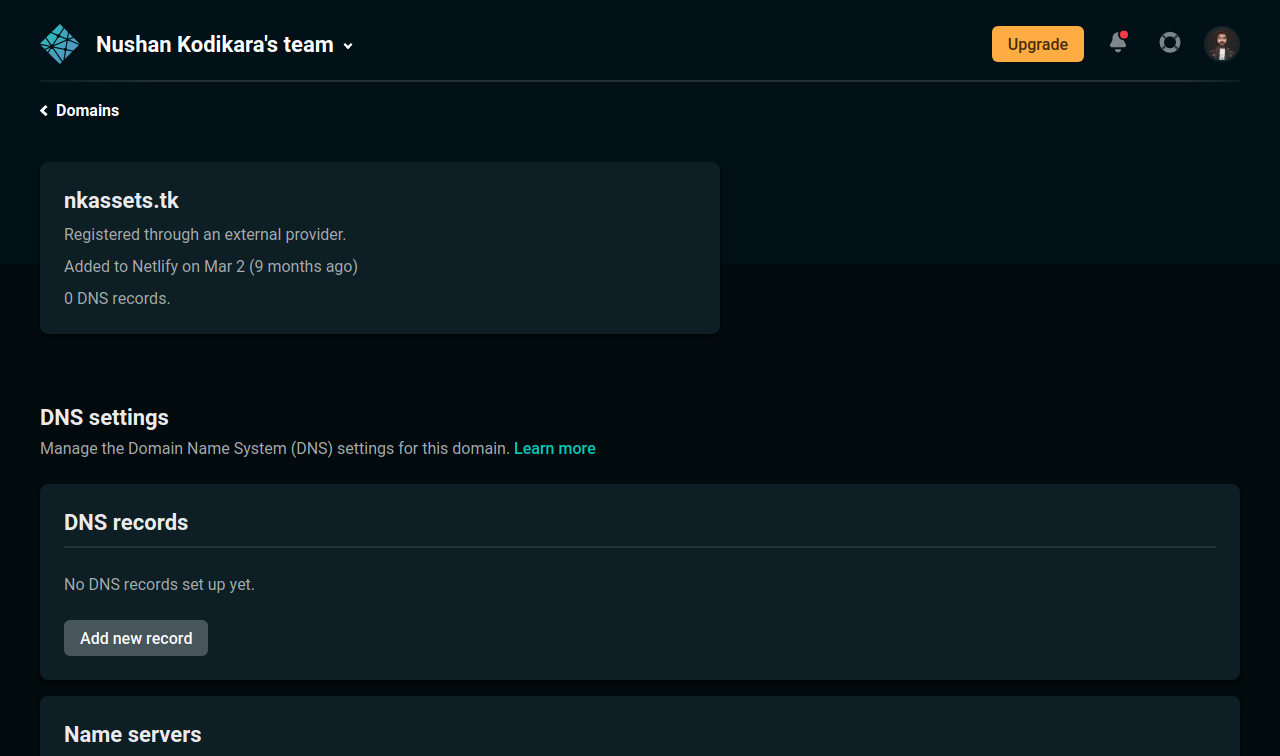 Nushan Kodikara's team
Upgrade
Domains
nkassets.tk
Registered through an external provider.
Added to Netlify on Mar 2 (9 months ago)
0 DNS records.
DNS settings
Manage the Domain Name System (DNS) settings for this domain. Learn more
DNS records
No DNS records set up yet.
Add new record
Name servers